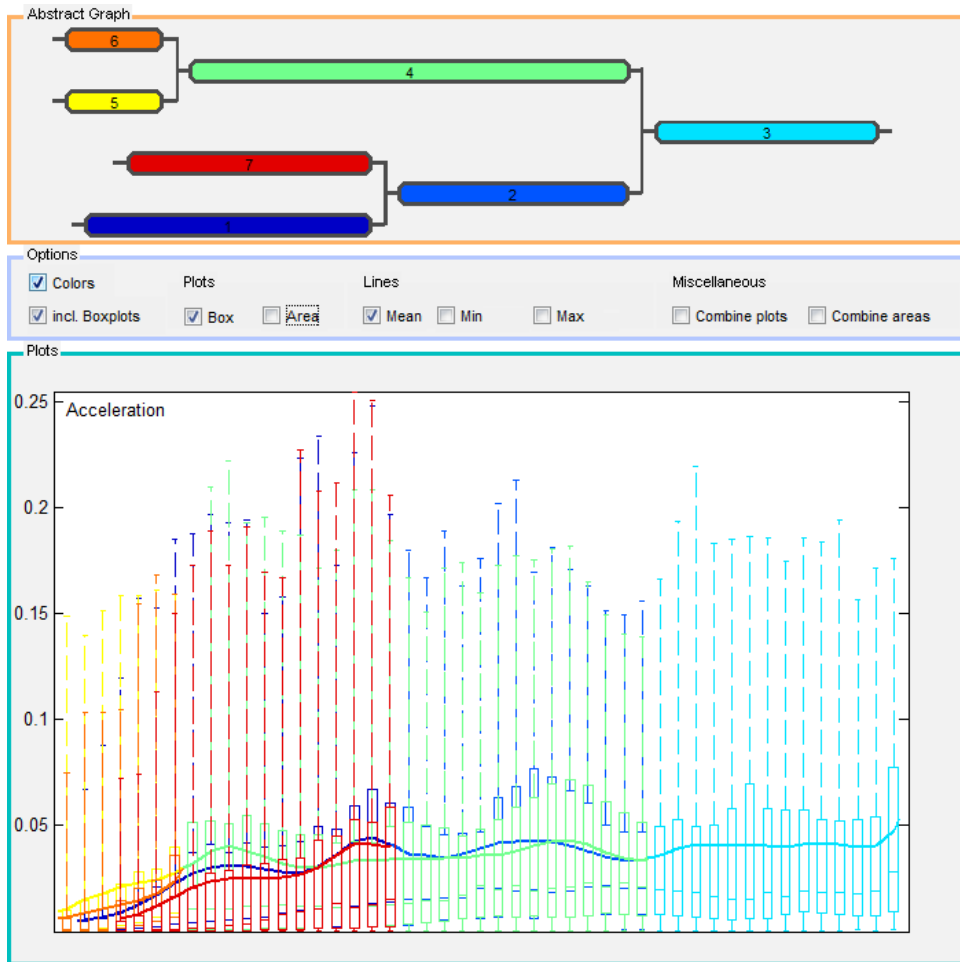 Abstract Graph
6
4
5
3
7
2
1
Options
Colors Plots Lines Miscellaneous
incl. Boxplots Box Area Mean Min Max Combine plots Combine areas
Plots
0.25
Acceleration
0.2
0.15
0.1
0.05